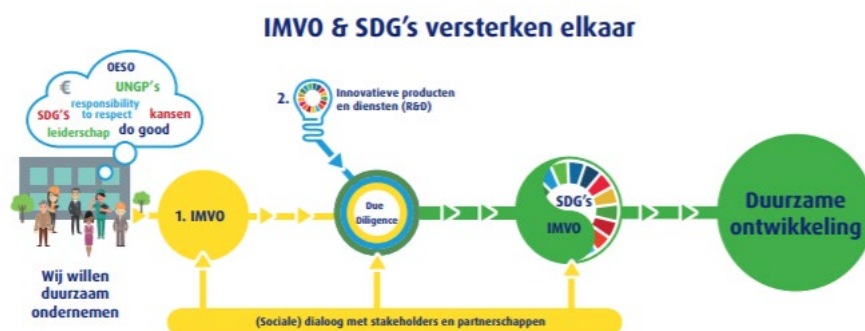 IMVO & SDG's versterken elkaar
OESO
€ UNGP's
responsibility
SDG'S to respect kansen
leiderschap do good
2. Innovatieve producten
en diensten (R&D)
1. IMVO
Due
Diligence
SDG's
IMVO
Duurzame
ontwikkeling
Wij willen
duurzaam
ondernemen
(Sociale) dialoog met stakeholders en partnerschappen